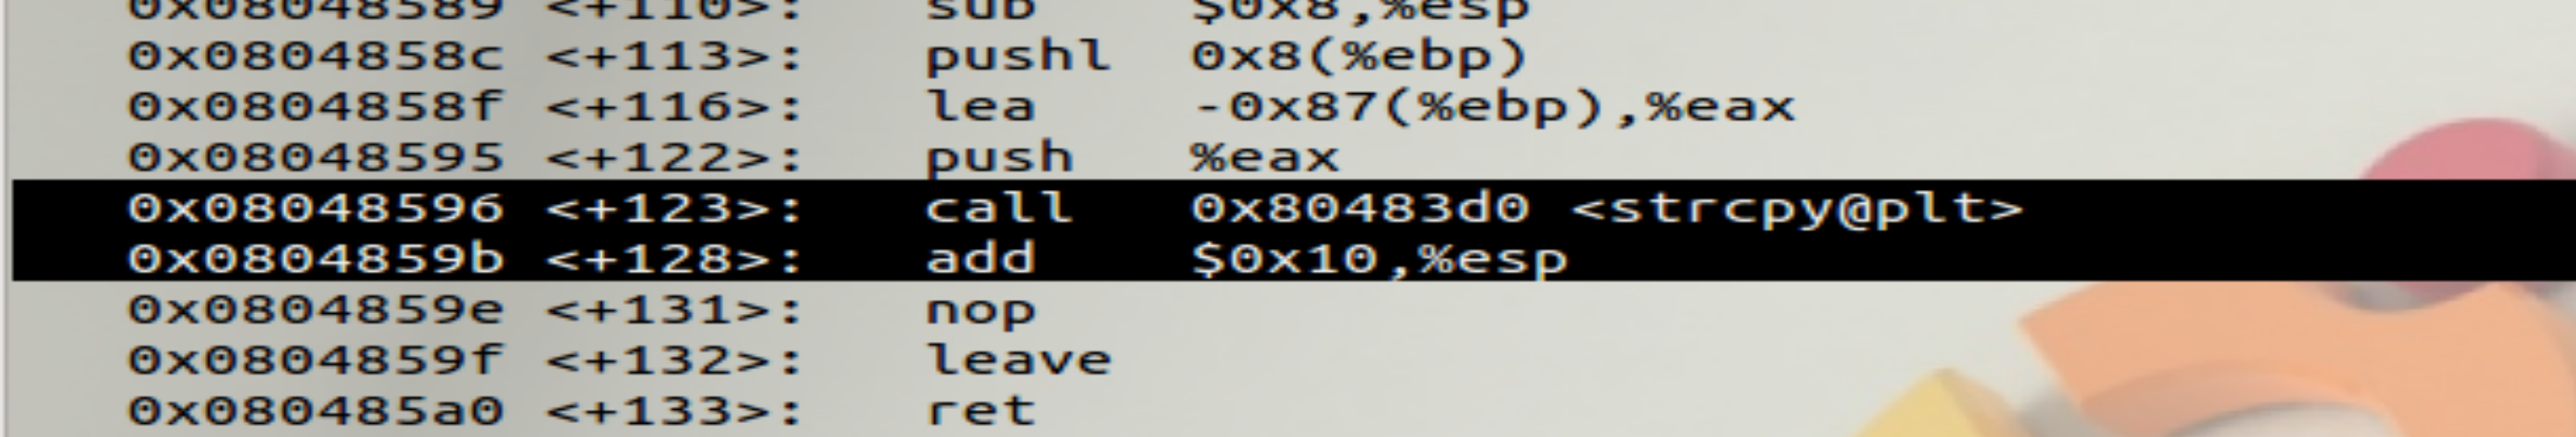 0x08048589 <+110>: sub $0x8,%esp
0x0804858c <+113>: pushl 0x8(%ebp)
0x0804858f <+116>: lea -0x87(%ebp),%eax
0x08048595 <+122>: push %eax
0x08048596 <+123>: call 0x80483d0 <strcpy@plt>
0x0804859b <+128>: add $0x10,%esp
0x0804859e <+131>: nop
0x0804859f <+132>: leave
0x080485a0 <+133>: ret